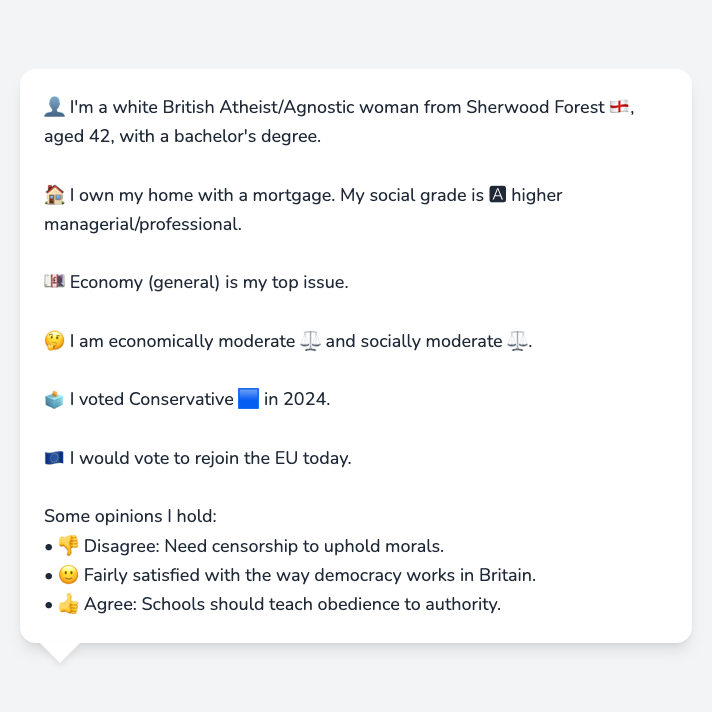 👤 I'm a white British Atheist/Agnostic woman from Sherwood Forest 🏴󠁧󠁢󠁥󠁮󠁧󠁿,
aged 42, with a bachelor's degree.
🏠 I own my home with a mortgage. My social grade is 🅰 higher
managerial/professional.
💷 Economy (general) is my top issue.
🤔 I am economically moderate ⚖️ and socially moderate ⚖️.
🗳️ I voted Conservative 🟦 in 2024.
🇪🇺 I would vote to rejoin the EU today.
Some opinions I hold:
• 👎 Disagree: Need censorship to uphold morals.
• 🙂 Fairly satisfied with the way democracy works in Britain.
• 👍 Agree: Schools should teach obedience to authority.